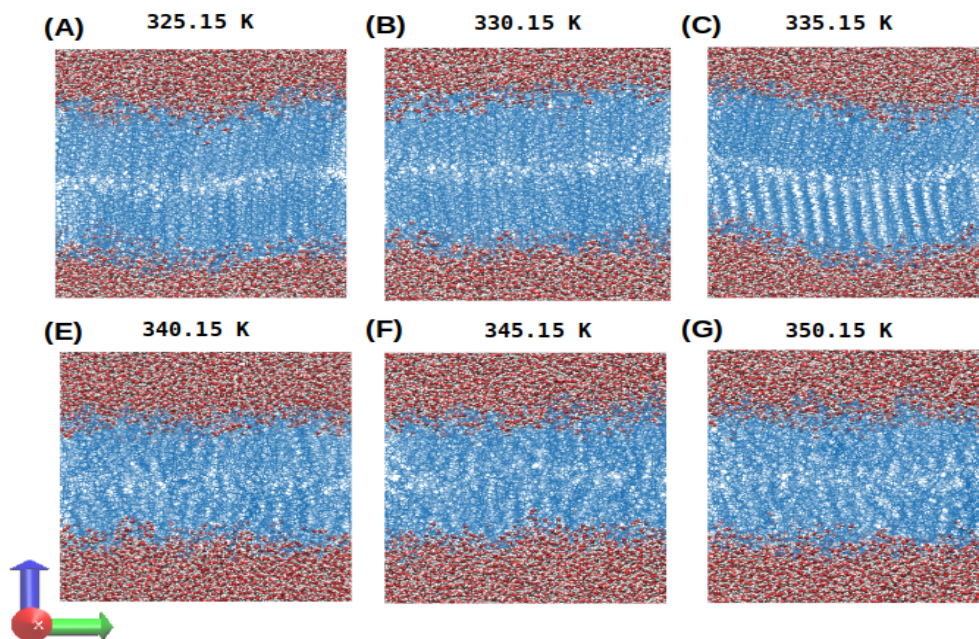 (A) 325.15 K
(B) 330.15 K
(C) 335.15 K
(E) 340.15 K
(F) 345.15 K
(G) 350.15 K
X